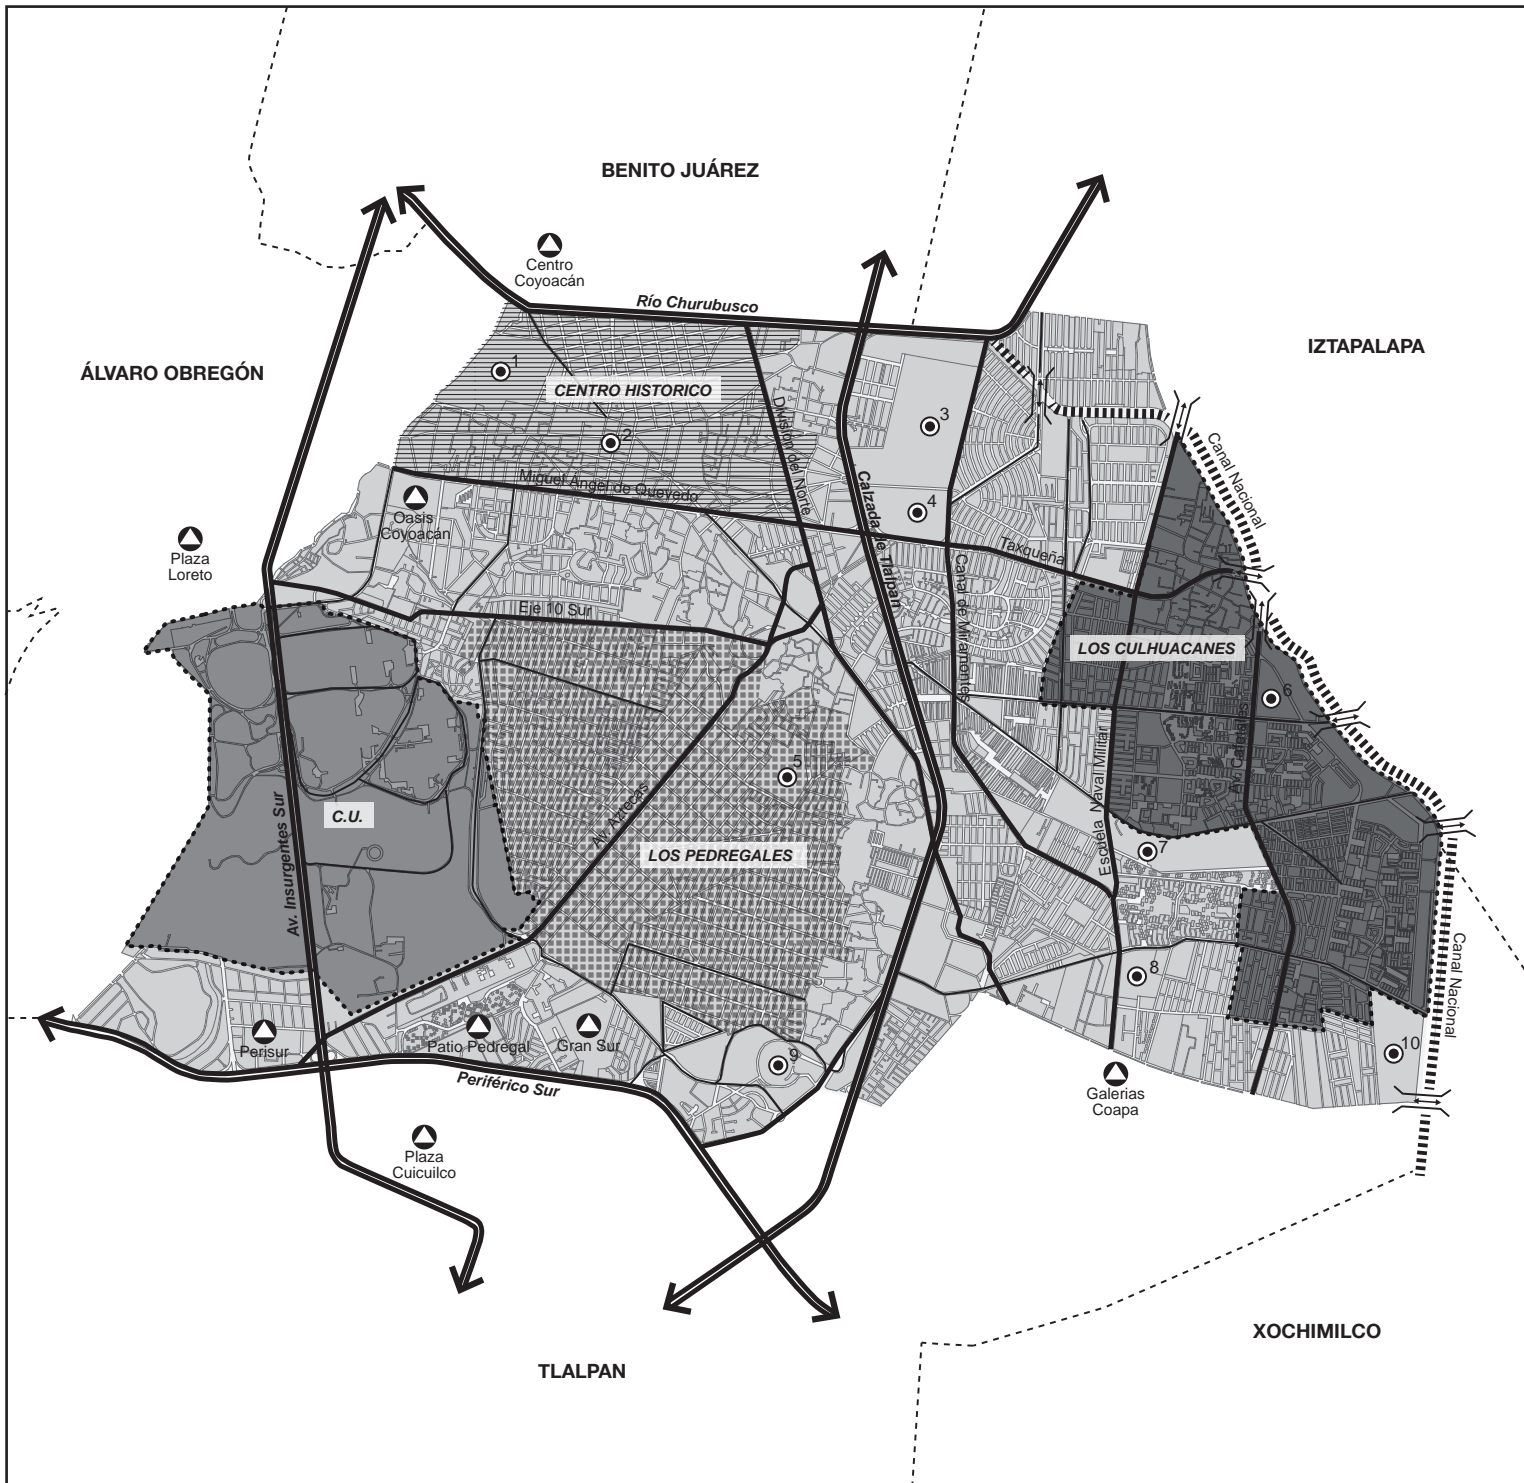 BENITO JUÁREZ
Centro
Coyoacán
Río Churubusco
IZTAPALAPA
ÁLVARO OBREGÓN
1
CENTRO HISTORICO
2
3
División del Norte
Canal Nacional
Miguel Ángel de Quevedo
Calzada de Tlalpan
4
Oasis
Coyoacán
Plaza
Loreto
Taxqueña
Canal de Miramontes
Eje 10 Sur
LOS CULHUACANES
6
5
Escuela Naval Militar
Av. Cafetales
Av. Insurgentes Sur
C.U.
Av. Aztecas
LOS PEDREGALES
7
8
Canal Nacional
Perisur
Patio Pedregal
Gran Sur
9
10
Periférico Sur
Galerias
Coapa
Plaza
Cuicuilco
TLALPAN
XOCHIMILCO